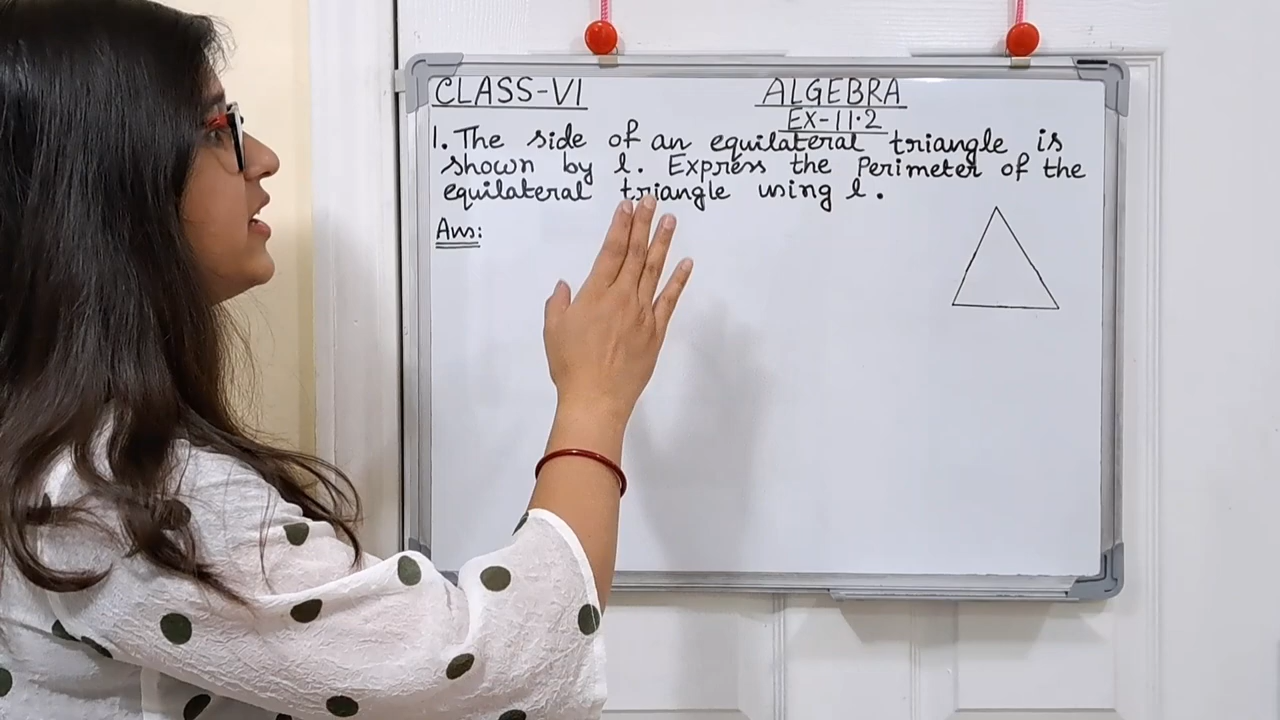 CLASS-VI
ALGEBRA
EX-11.2
1. The side of an equilateral triangle is
shown by l. Express the perimeter of the
equilateral triangle using l.
Ans: